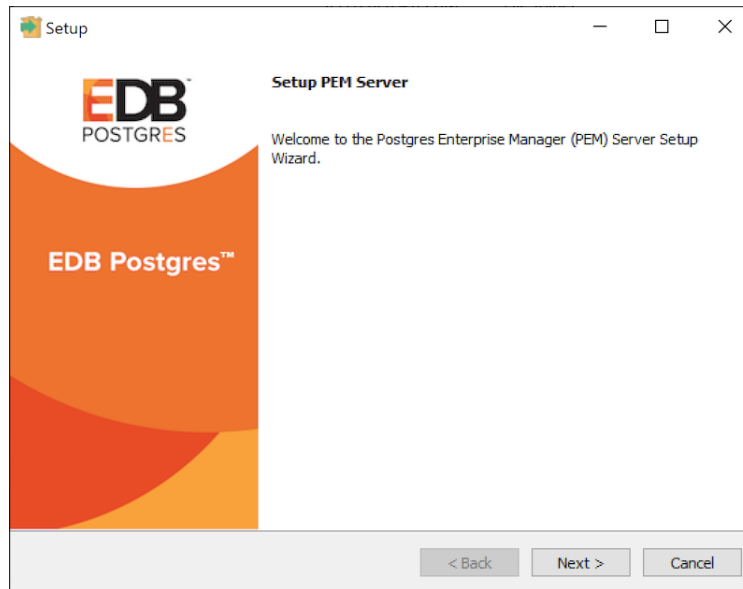 Setup
EDB™
POSTGRES
Setup PEM Server
Welcome to the Postgres Enterprise Manager (PEM) Server Setup
Wizard.
EDB Postgres™
< Back
Next >
Cancel